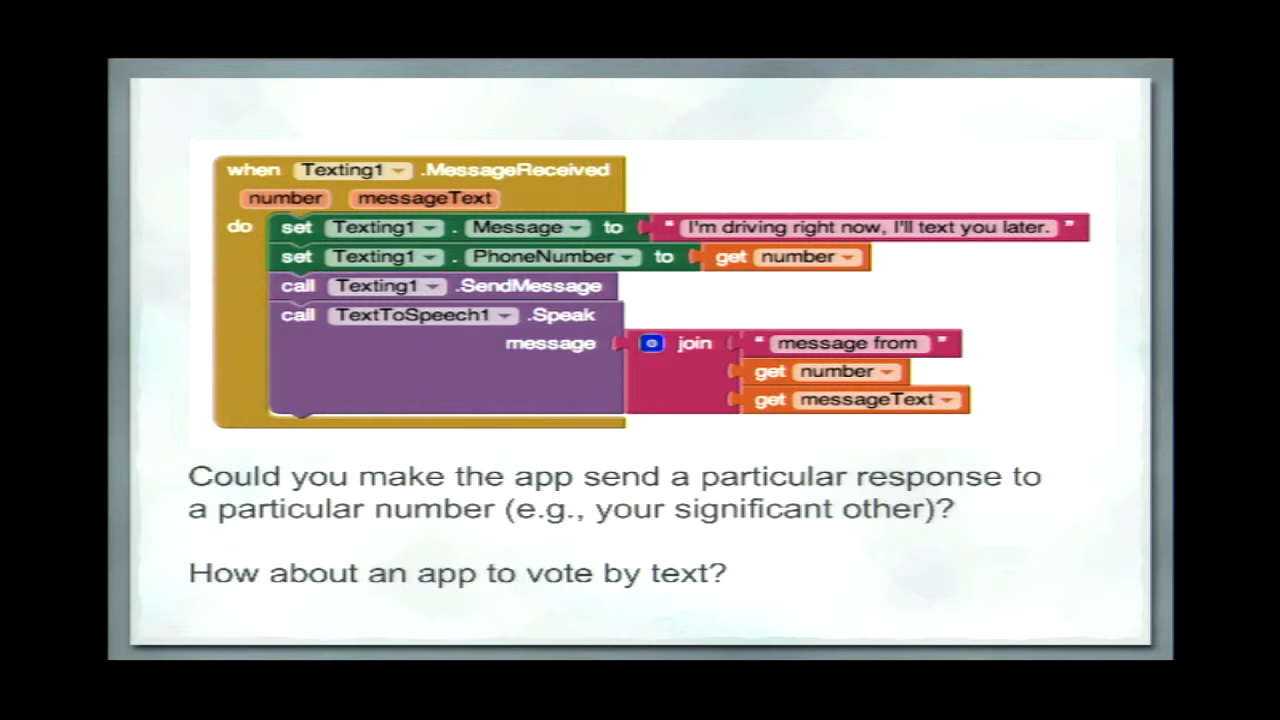 when Texting1 .MessageReceived
number messageText
do set Texting1 . Message to " I'm driving right now, I'll text you later. "
set Texting1 . PhoneNumber to get number
call Texting1 .SendMessage
call TextToSpeech1 .Speak
message join " message from "
get number
get messageText
Could you make the app send a particular response to
a particular number (e.g., your significant other)?
How about an app to vote by text?